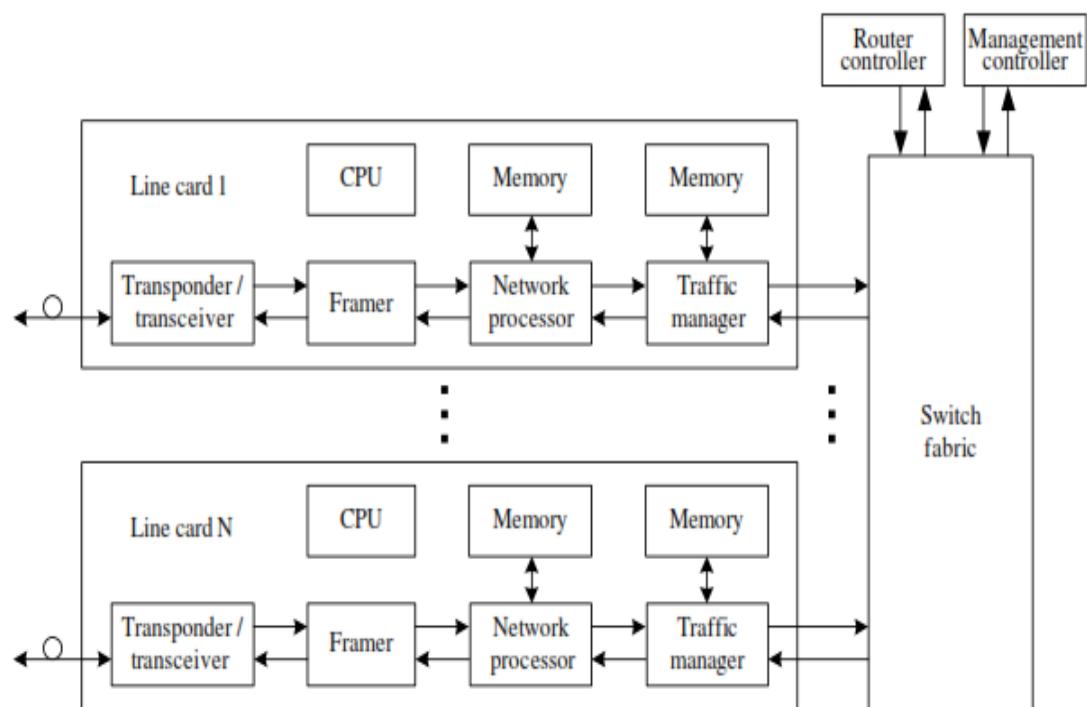 Router
controller
Management
controller
Line card 1
CPU
Memory
Memory
Transponder /
transceiver
Framer
Network
processor
Traffic
manager
Switch
fabric
Line card N
CPU
Memory
Memory
Transponder /
transceiver
Framer
Network
processor
Traffic
manager